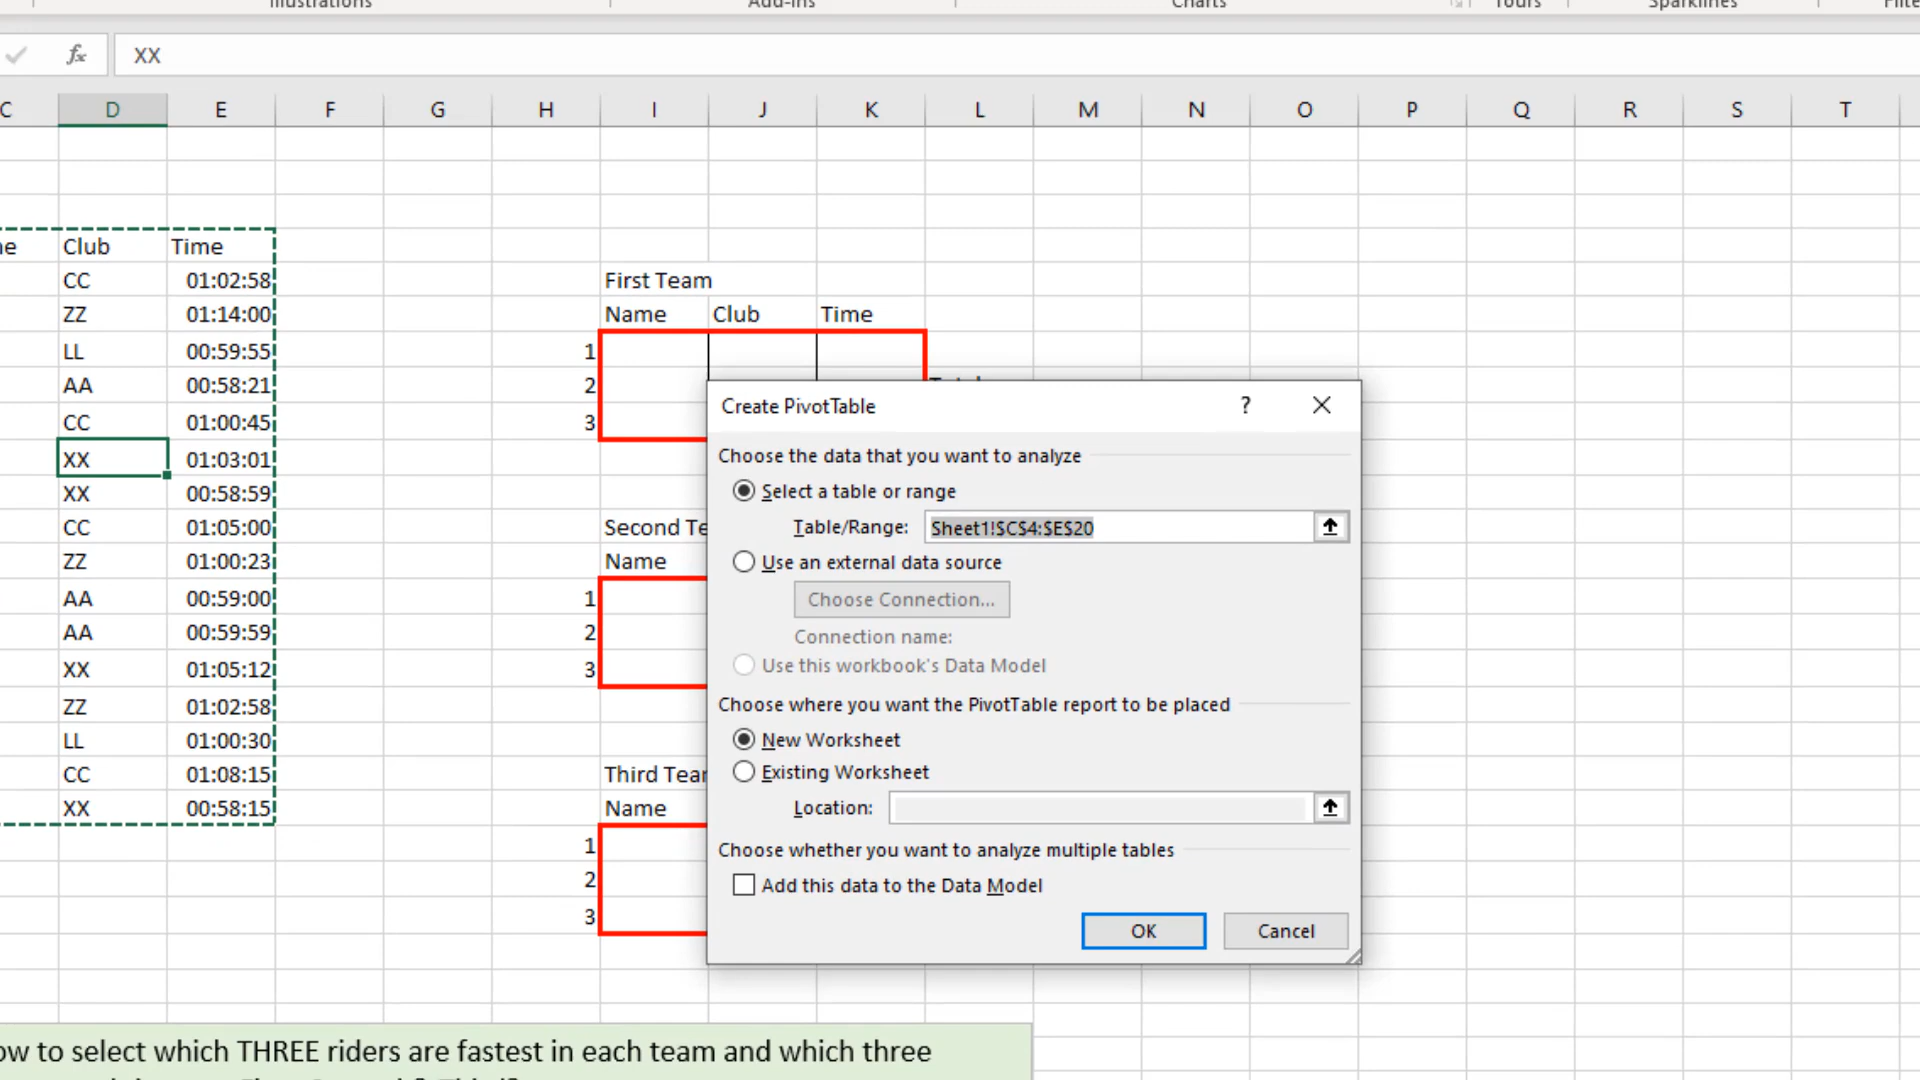 Illustrations Add-ins Charts Tours Sparklines
fx XX
C D E F G H I J K L M N O P Q R S T
Club Time
CC 01:02:58 First Team
ZZ 01:14:00 Name Club Time
LL 00:59:55 1
AA 00:58:21 2
CC 01:00:45 3
XX 01:03:01
XX 00:58:59
CC 01:05:00 Second Te
ZZ 01:00:23 Name
AA 00:59:00 1
AA 00:59:59 2
XX 01:05:12 3
ZZ 01:02:58
LL 01:00:30
CC 01:08:15 Third Tear
XX 00:58:15 Name
1
2
3
Create PivotTable ?
Choose the data that you want to analyze
Select a table or range
Table/Range: Sheet1!$C$4:$E$20
Use an external data source
Choose Connection...
Connection name:
Use this workbook's Data Model
Choose where you want the PivotTable report to be placed
New Worksheet
Existing Worksheet
Location:
Choose whether you want to analyze multiple tables
Add this data to the Data Model
OK Cancel
ow to select which THREE riders are fastest in each team and which three